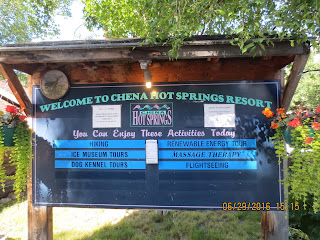 WELCOME TO CHENA HOT SPRINGS RESORT
HOT SPRINGS
You Can Enjoy These Activities Today
HIKING
RENEWABLE ENERGY TOUR
ICE MUSEUM TOURS
MASSAGE THERAPY
DOG KENNEL TOURS
FLIGHTSEEING
06/29/2016 15:15